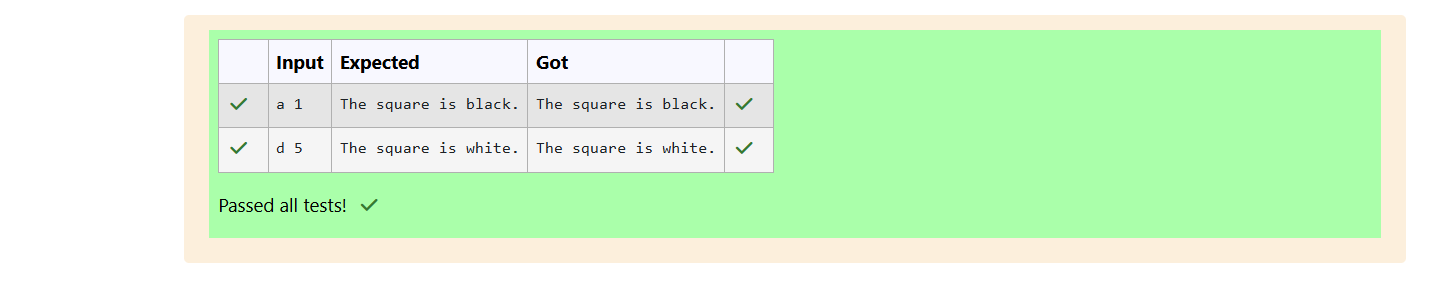 Input Expected Got
a 1 The square is black. The square is black.
d 5 The square is white. The square is white.
Passed all tests!